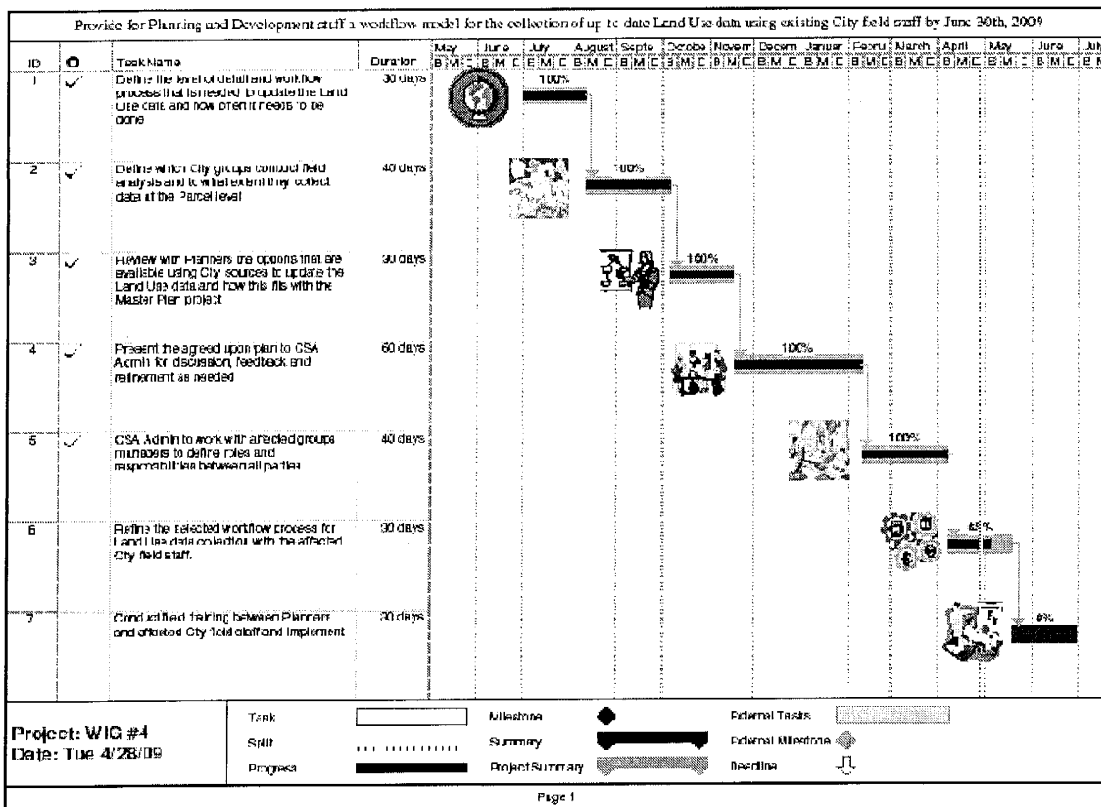 Provide for Planning and Development staff a workflow model for the collection of up to date Land Use data using existing City field staff by June 30th, 2009
ID Task Name Duration May June July August Septe Octobe Novem Decem Januar Februa March April May June July
B M E B M E B M E B M E B M E B M E B M E B M E B M E B M E B M E B M E B M E
1 Define the level of detail and workflow 30 days 100%
process that is needed to update the Land
Use data and how often it needs to be
done
2 Define which City groups conduct field 40 days 100%
analysis and to what extent they collect
data at the Parcel level
3 Review with Planners the options that are 30 days 100%
available using City sources to update the
Land Use data and how this fits with the
Master Plan project
4 Present the agreed upon plan to CSA 60 days 100%
Admin for discussion, feedback and
refinement as needed
5 CSA Admin to work with affected groups 40 days 100%
managers to define roles and
responsibilities between all parties
6 Refine the selected workflow process for 30 days
Land Use data collection with the affected
City field staff.
7 Conduct field training between Planners 30 days 0%
and affected City field staff and implement
Project: WIG #4
Date: Tue 4/28/09
Task Milestone External Tasks
Split Summary External Milestone
Progress Project Summary Deadline
Page 1